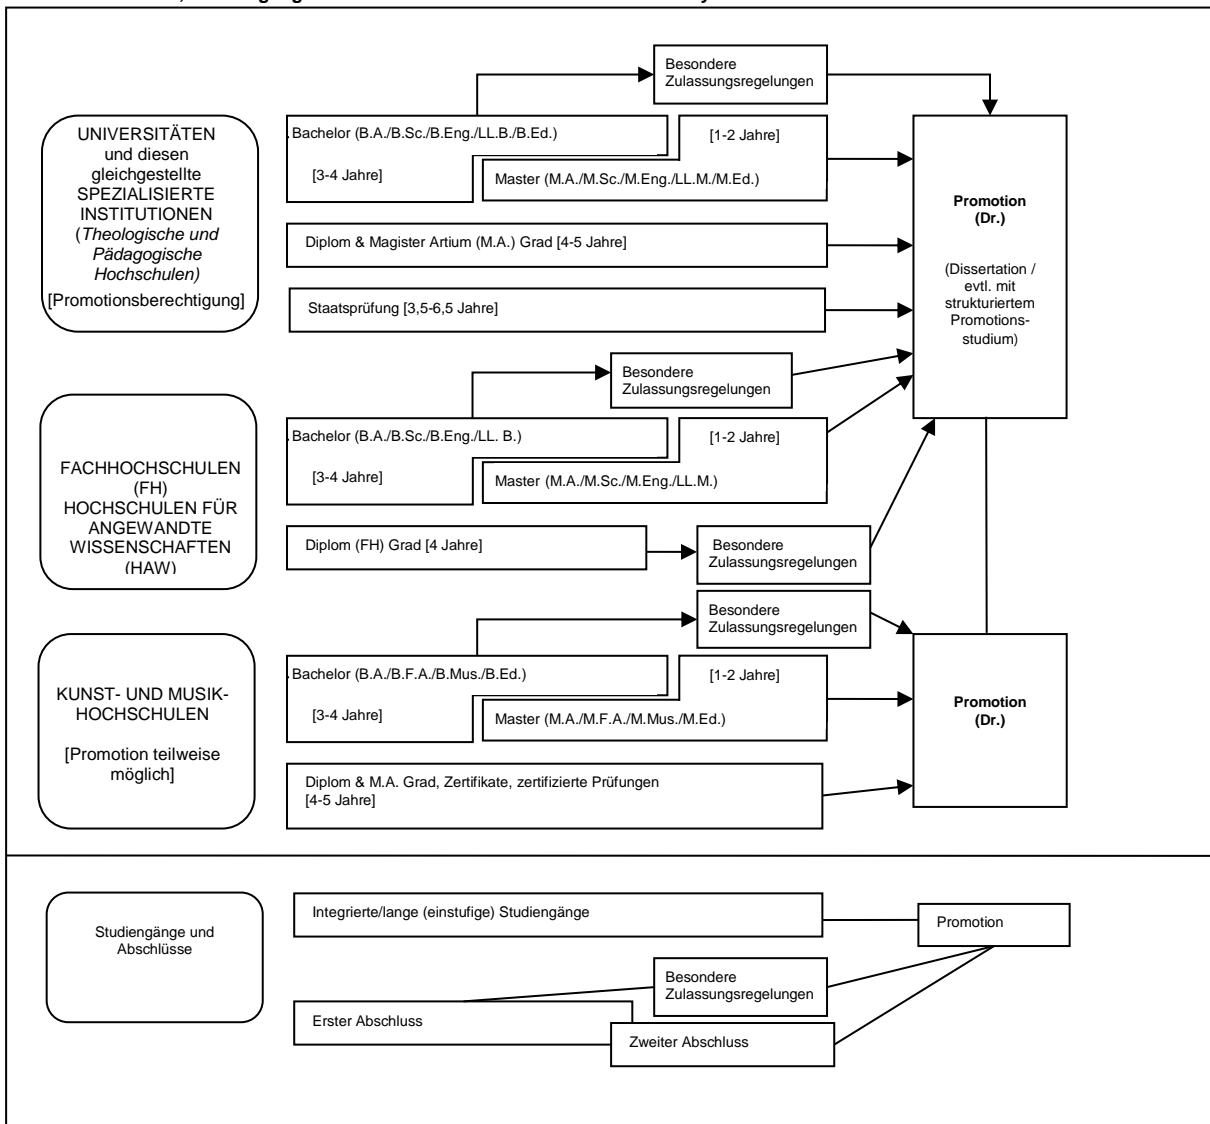 Besondere
Zulassungsregelungen
UNIVERSITÄTEN
und diesen
gleichgestellte
SPEZIALISIERTE
INSTITUTIONEN
(Theologische und
Pädagogische
Hochschulen)
[Promotionsberechtigung]
Bachelor (B.A./B.Sc./B.Eng./LL.B./B.Ed.)
[3-4 Jahre]
[1-2 Jahre]
Master (M.A./M.Sc./M.Eng./LL.M./M.Ed.)
Diplom & Magister Artium (M.A.) Grad [4-5 Jahre]
Staatsprüfung [3,5-6,5 Jahre]
Promotion
(Dr.)
(Dissertation /
evtl. mit
strukturiertem
Promotions-
studium)
Besondere
Zulassungsregelungen
FACHHOCHSCHULEN
(FH)
HOCHSCHULEN FÜR
ANGEWANDTE
WISSENSCHAFTEN
(HAW)
Bachelor (B.A./B.Sc./B.Eng./LL. B.)
[3-4 Jahre]
[1-2 Jahre]
Master (M.A./M.Sc./M.Eng./LL.M.)
Diplom (FH) Grad [4 Jahre]
Besondere
Zulassungsregelungen
Besondere
Zulassungsregelungen
KUNST- UND MUSIK-
HOCHSCHULEN
[Promotion teilweise
möglich]
Bachelor (B.A./B.F.A./B.Mus./B.Ed.)
[3-4 Jahre]
[1-2 Jahre]
Master (M.A./M.F.A./M.Mus./M.Ed.)
Diplom & M.A. Grad, Zertifikate, zertifizierte Prüfungen
[4-5 Jahre]
Promotion
(Dr.)
Studiengänge und
Abschlüsse
Integrierte/lange (einstufige) Studiengänge
Promotion
Besondere
Zulassungsregelungen
Erster Abschluss
Zweiter Abschluss